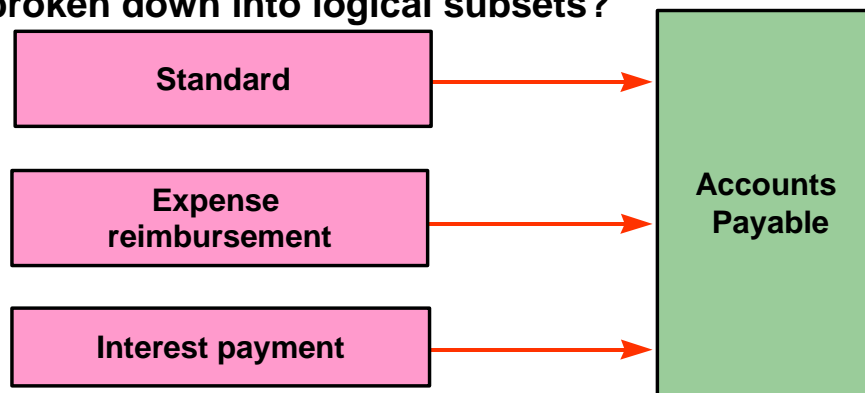 broken down into logical subsets?
Standard
Expense
reimbursement
Interest payment
Accounts
Payable